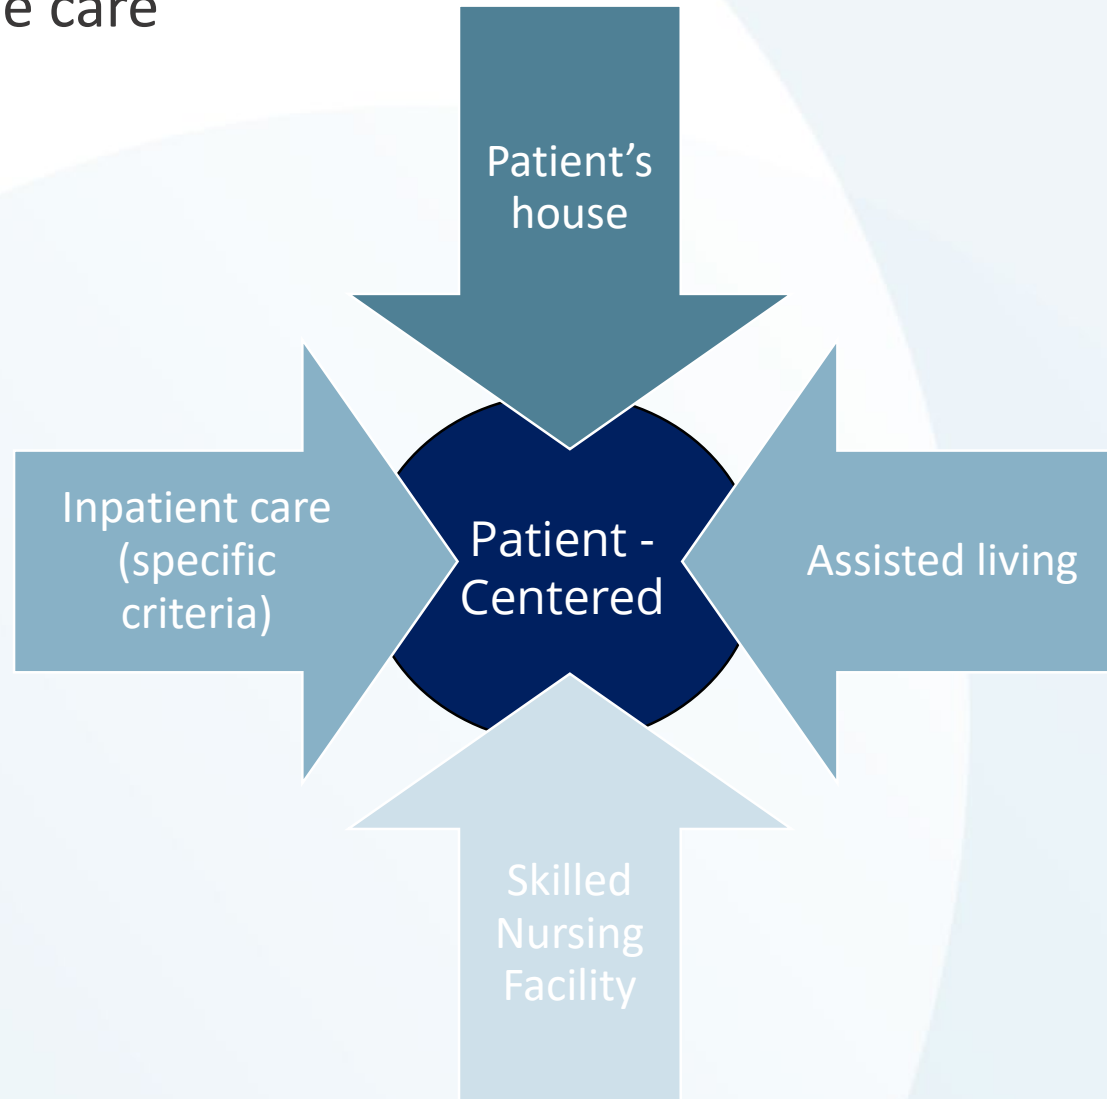 e care
Patient’s
house
Inpatient care
(specific
criteria)
Patient -
Centered
Assisted living
Skilled
Nursing
Facility